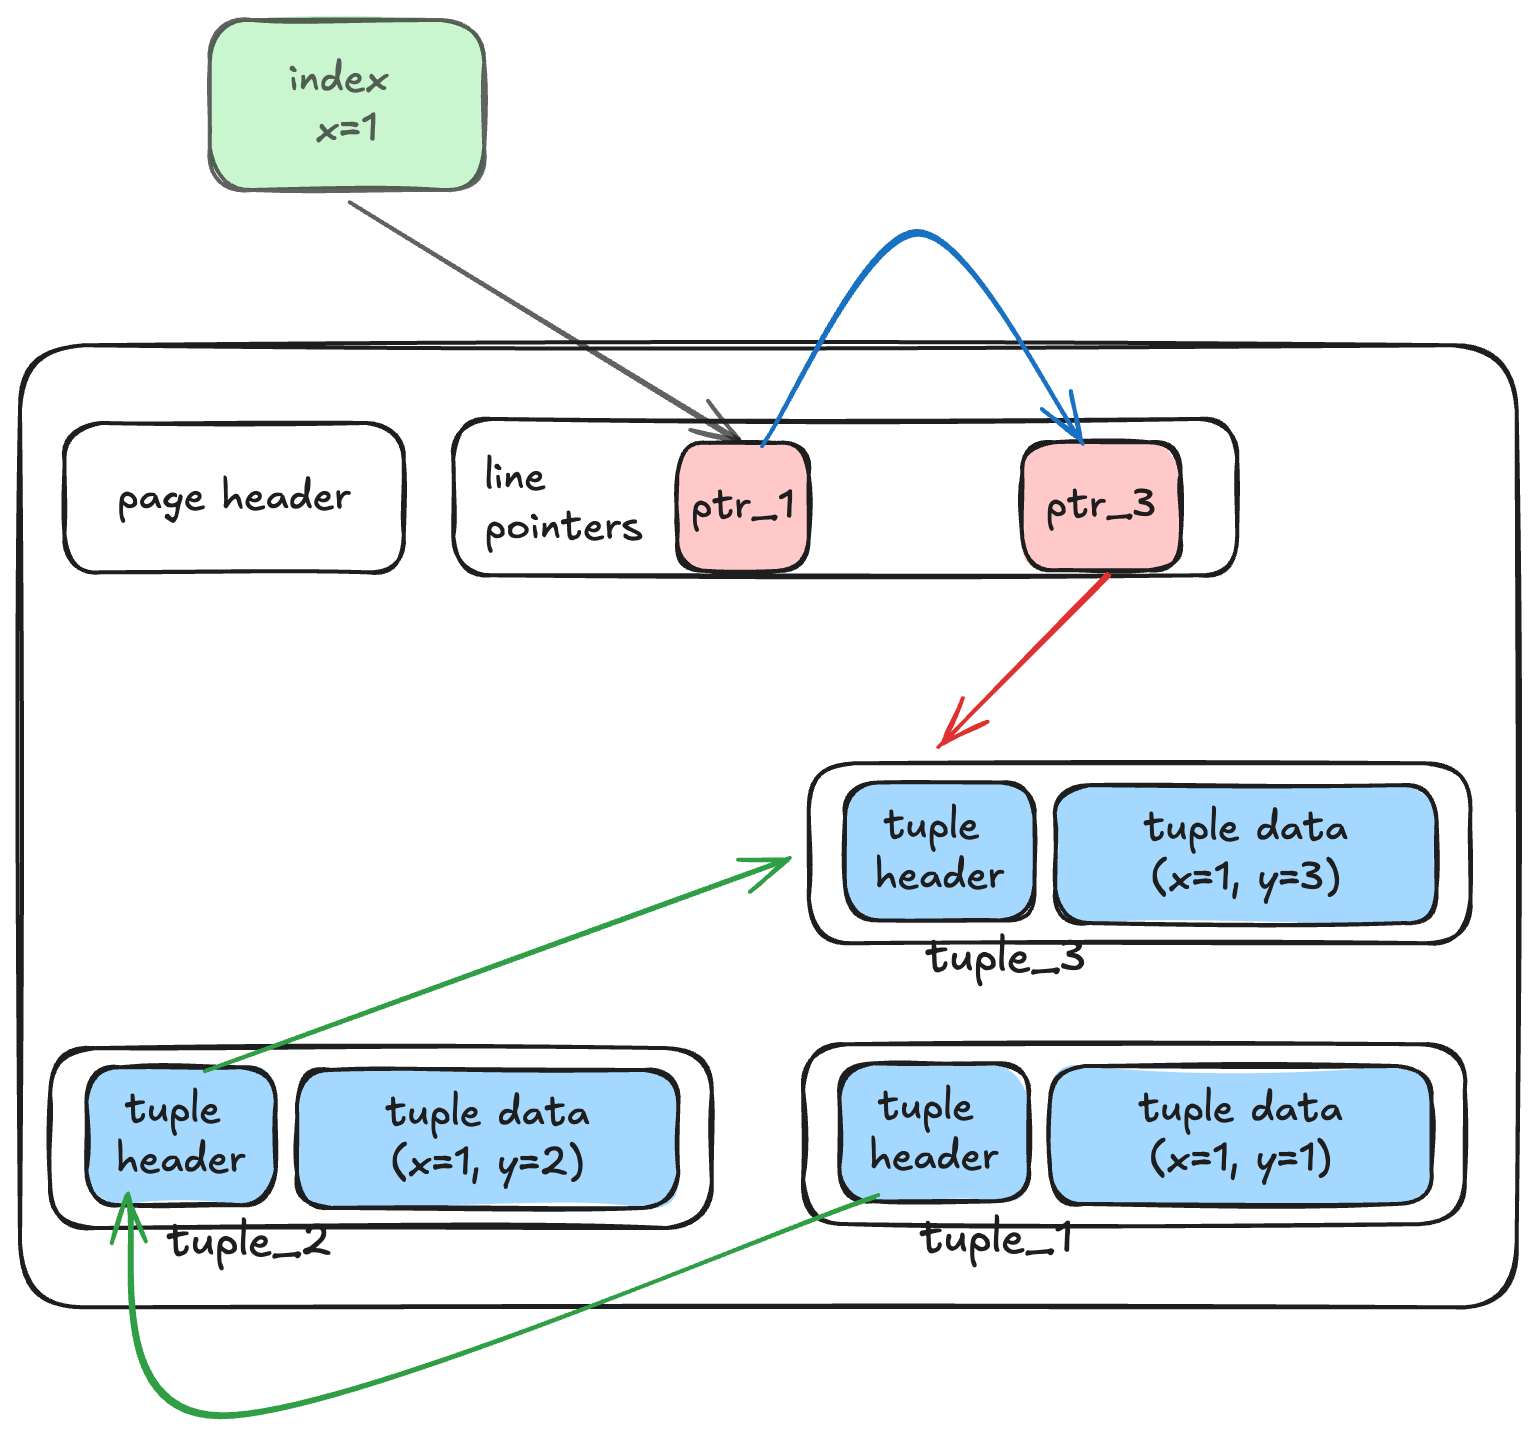 index
x=1
page header
line
pointers
ptr_1
ptr_3
tuple
header
tuple data
(x=1, y=3)
tuple_3
tuple
header
tuple data
(x=1, y=2)
tuple_2
tuple
header
tuple data
(x=1, y=1)
tuple_1